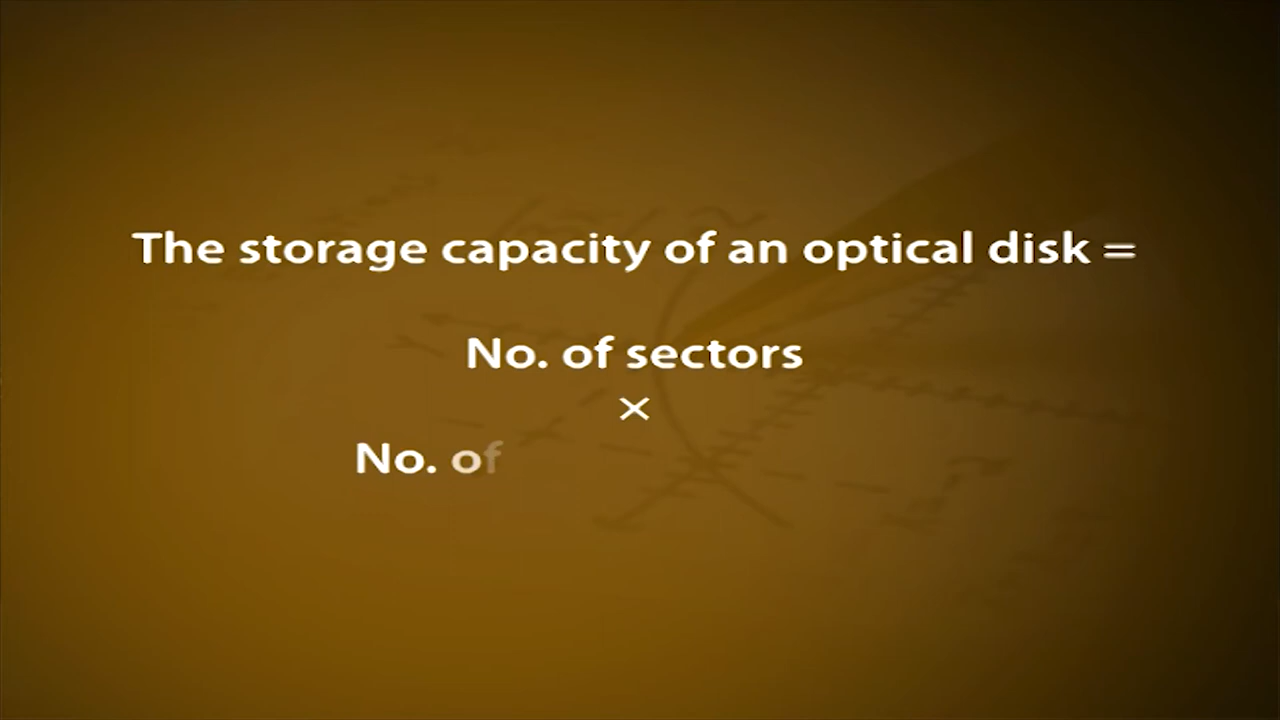 The storage capacity of an optical disk =
No. of sectors
×
No. of